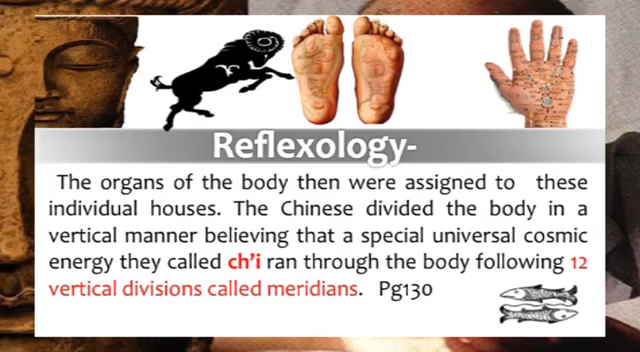 Reflexology-
The organs of the body then were assigned to these
individual houses. The Chinese divided the body in a
vertical manner believing that a special universal cosmic
energy they called ch'i ran through the body following 12
vertical divisions called meridians. Pg130